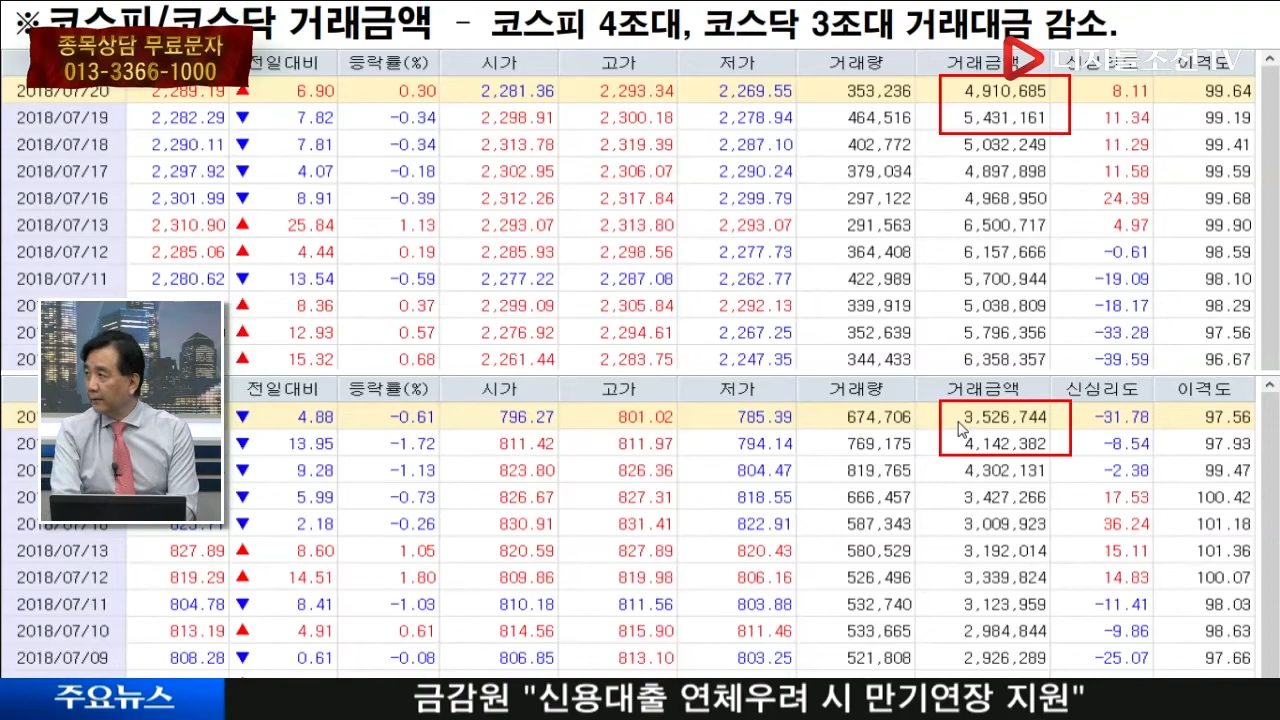 ※ 코스피/코스닥 거래금액 - 코스피 4조대, 코스닥 3조대 거래대금 감소.
종목상담 무료문자
013-3366-1000
디지틀조선TV
전일대비 등락률(%) 시가 고가 저가 거래량 거래금액 신심리도 이격도
2018/07/20 2,289.19 ▲ 6.90 0.30 2,281.36 2,293.34 2,269.55 353,236 4,910,685 8.11 99.64
2018/07/19 2,282.29 ▼ 7.82 -0.34 2,298.91 2,300.18 2,278.94 464,516 5,431,161 11.34 99.19
2018/07/18 2,290.11 ▼ 7.81 -0.34 2,313.78 2,319.39 2,287.10 402,772 5,032,249 11.29 99.41
2018/07/17 2,297.92 ▼ 4.07 -0.18 2,302.95 2,306.07 2,290.24 379,034 4,897,898 11.58 99.59
2018/07/16 2,301.99 ▼ 8.91 -0.39 2,312.26 2,317.84 2,299.79 297,122 4,968,950 24.39 99.68
2018/07/13 2,310.90 ▲ 25.84 1.13 2,293.07 2,313.80 2,293.07 291,563 6,500,717 4.97 99.90
2018/07/12 2,285.06 ▲ 4.44 0.19 2,285.93 2,298.56 2,277.73 364,408 6,157,666 -0.61 98.59
2018/07/11 2,280.62 ▼ 13.54 -0.59 2,277.22 2,287.08 2,262.77 422,989 5,700,944 -19.09 98.10
20 ▲ 8.36 0.37 2,299.09 2,305.84 2,292.13 339,919 5,038,809 -18.17 98.29
20 ▲ 12.93 0.57 2,276.92 2,294.61 2,267.25 352,639 5,796,356 -33.28 97.56
20 ▲ 15.32 0.68 2,261.44 2,283.75 2,247.35 344,433 6,358,357 -39.59 96.67
전일대비 등락률(%) 시가 고가 저가 거래량 거래금액 신심리도 이격도
20 ▼ 4.88 -0.61 796.27 801.02 785.39 674,706 3,526,744 -31.78 97.56
20 ▼ 13.95 -1.72 811.42 811.97 794.14 769,175 4,142,382 -8.54 97.93
20 ▼ 9.28 -1.13 823.80 826.36 804.47 819,765 4,302,131 -2.38 99.47
20 ▼ 5.99 -0.73 826.67 827.31 818.55 666,457 3,427,266 17.53 100.42
▼ 2.18 -0.26 830.91 831.41 822.91 587,343 3,009,923 36.24 101.18
2018/07/13 827.89 ▲ 8.60 1.05 820.59 827.89 820.43 580,529 3,192,014 15.11 101.36
2018/07/12 819.29 ▲ 14.51 1.80 809.86 819.98 806.16 526,496 3,339,824 14.83 100.07
2018/07/11 804.78 ▼ 8.41 -1.03 810.18 811.56 803.88 532,740 3,123,959 -11.41 98.03
2018/07/10 813.19 ▲ 4.91 0.61 814.56 815.90 811.46 533,665 2,984,844 -9.86 98.63
2018/07/09 808.28 ▼ 0.61 -0.08 806.85 813.10 803.25 521,808 2,926,289 -25.07 97.66
주요뉴스 금감원 "신용대출 연체우려 시 만기연장 지원"